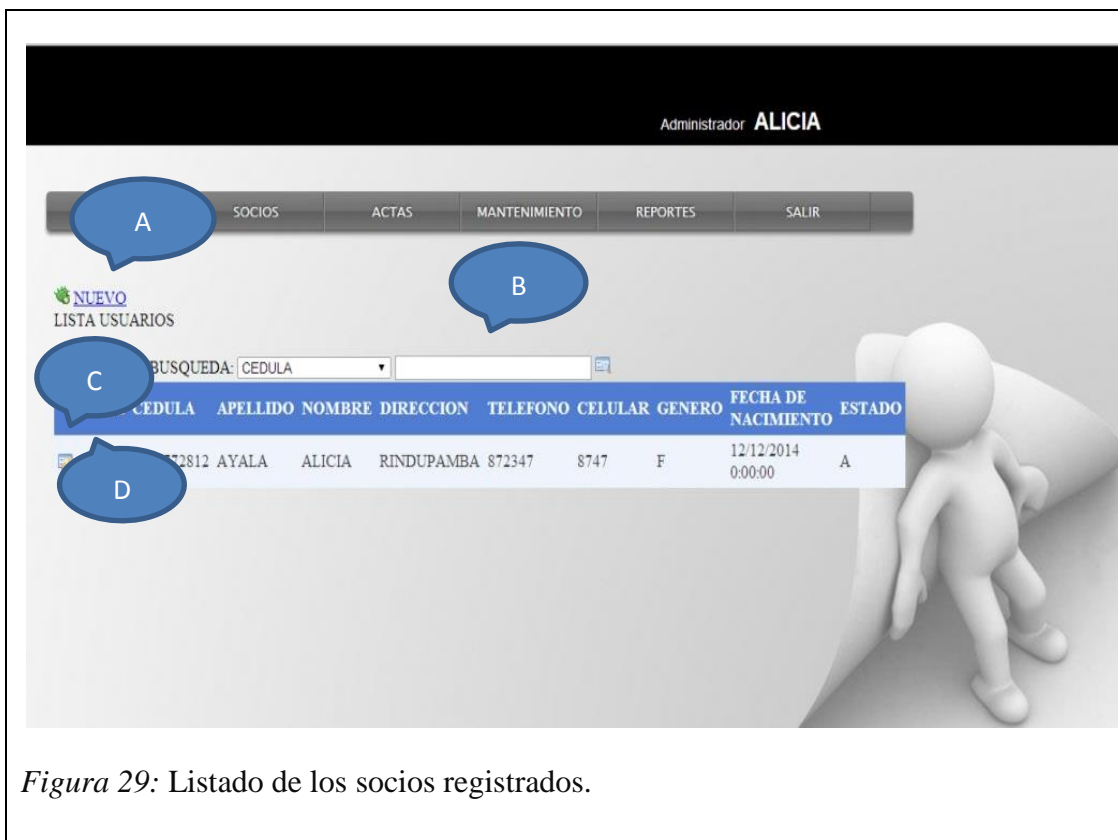 Administrador ALICIA
A SOCIOS ACTAS MANTENIMIENTO REPORTES SALIR
B
NUEVO
LISTA USUARIOS
C BUSQUEDA: CEDULA
CEDULA APELLIDO NOMBRE DIRECCION TELEFONO CELULAR GENERO FECHA DE NACIMIENTO ESTADO
D 72812 AYALA ALICIA RINDUPAMBA 872347 8747 F 12/12/2014 0:00:00 A
Figura 29: Listado de los socios registrados.